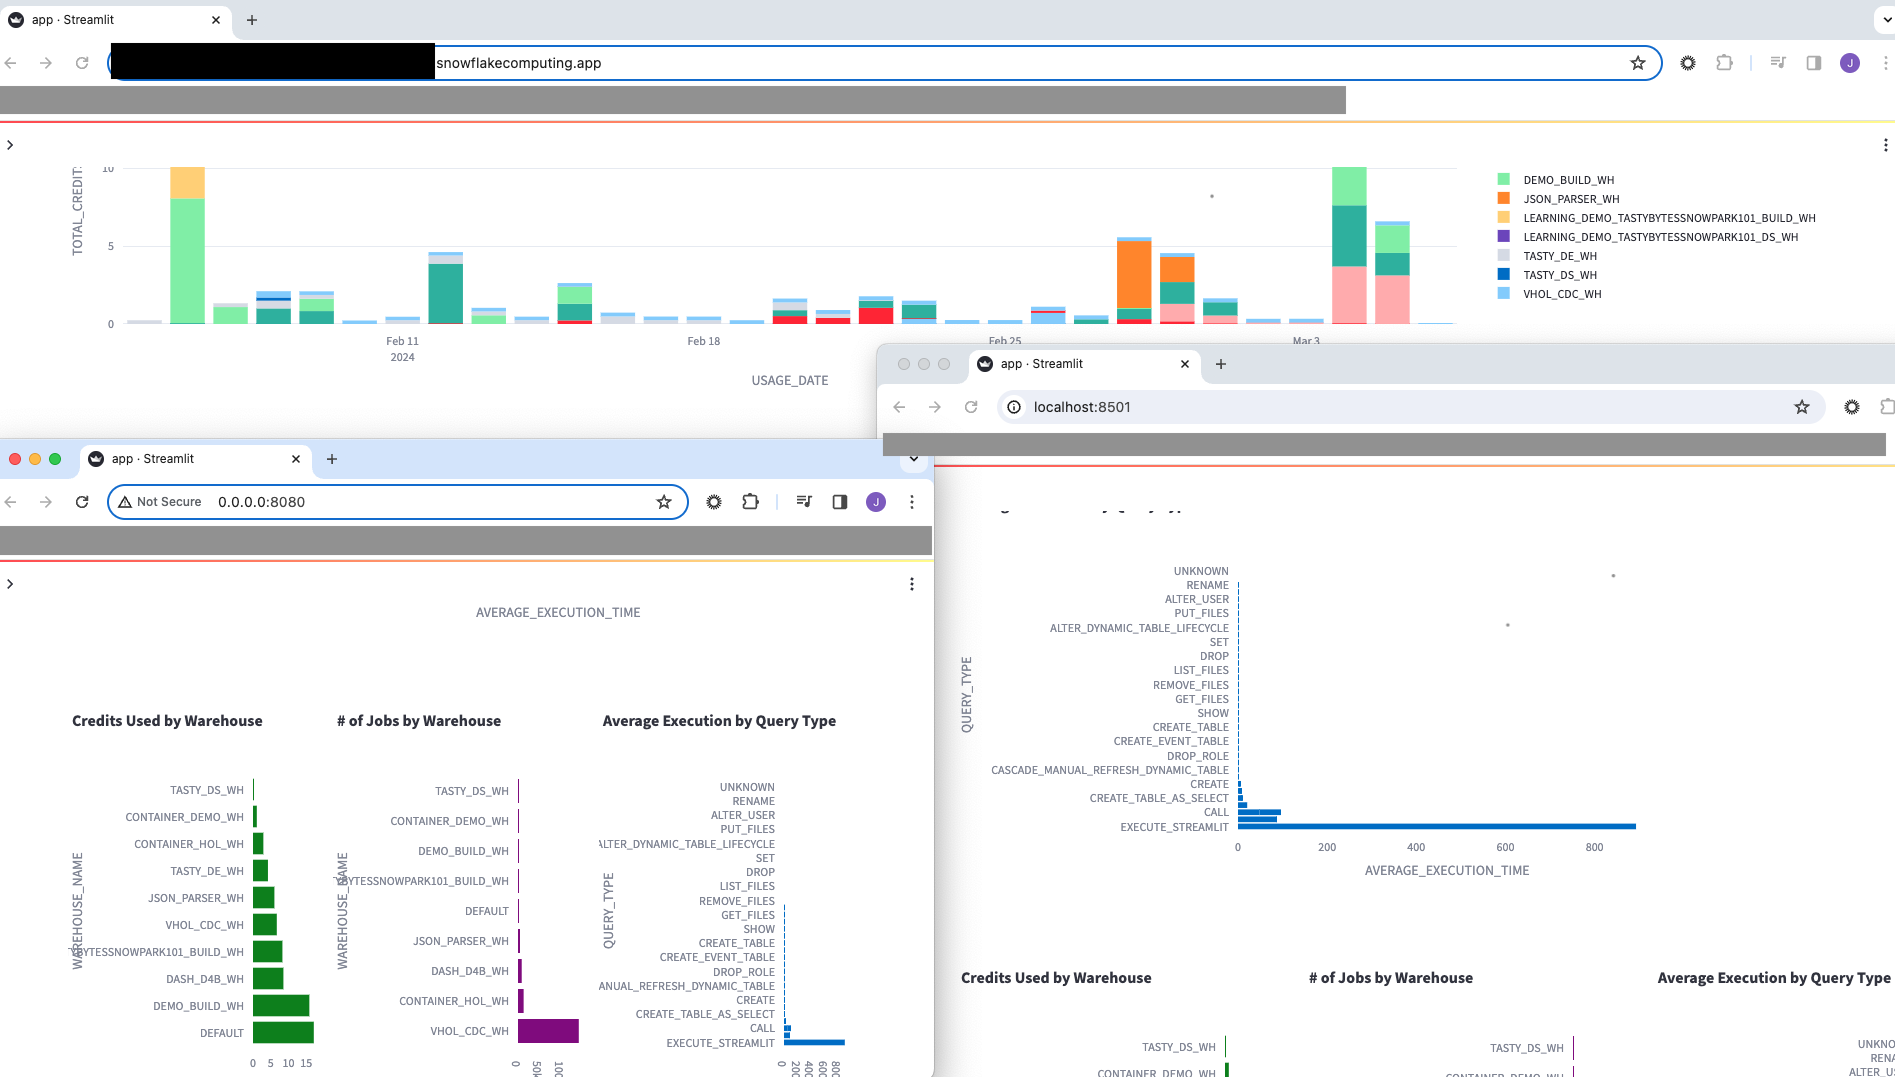 app · Streamlit
snowflakecomputing.app
J
TOTAL_CREDIT
10
5
0
Feb 11
2024
Feb 18
Feb 25
Mar 3
USAGE_DATE
DEMO_BUILD_WH
JSON_PARSER_WH
LEARNING_DEMO_TASTYBYTESSNOWPARK101_BUILD_WH
LEARNING_DEMO_TASTYBYTESSNOWPARK101_DS_WH
TASTY_DE_WH
TASTY_DS_WH
VHOL_CDC_WH
app · Streamlit
localhost:8501
QUERY_TYPE
UNKNOWN
RENAME
ALTER_USER
PUT_FILES
ALTER_DYNAMIC_TABLE_LIFECYCLE
SET
DROP
LIST_FILES
REMOVE_FILES
GET_FILES
SHOW
CREATE_TABLE
CREATE_EVENT_TABLE
DROP_ROLE
CASCADE_MANUAL_REFRESH_DYNAMIC_TABLE
CREATE
CREATE_TABLE_AS_SELECT
CALL
EXECUTE_STREAMLIT
0 200 400 600 800
AVERAGE_EXECUTION_TIME
Credits Used by Warehouse
TASTY_DS_WH
CONTAINER_DEMO_WH
# of Jobs by Warehouse
TASTY_DS_WH
CONTAINER_DEMO_WH
Average Execution by Query Type
UNKNO
RENA
ALTER_U
app · Streamlit
Not Secure 0.0.0.0:8080
J
AVERAGE_EXECUTION_TIME
Credits Used by Warehouse
WAREHOUSE_NAME
TASTY_DS_WH
CONTAINER_DEMO_WH
CONTAINER_HOL_WH
TASTY_DE_WH
JSON_PARSER_WH
VHOL_CDC_WH
YBYTESSNOWPARK101_BUILD_WH
DASH_D4B_WH
DEMO_BUILD_WH
DEFAULT
0 5 10 15
# of Jobs by Warehouse
WAREHOUSE_NAME
TASTY_DS_WH
CONTAINER_DEMO_WH
DEMO_BUILD_WH
YBYTESSNOWPARK101_BUILD_WH
DEFAULT
JSON_PARSER_WH
DASH_D4B_WH
CONTAINER_HOL_WH
VHOL_CDC_WH
0
50k
100
Average Execution by Query Type
QUERY_TYPE
UNKNOWN
RENAME
ALTER_USER
PUT_FILES
ALTER_DYNAMIC_TABLE_LIFECYCLE
SET
DROP
LIST_FILES
REMOVE_FILES
GET_FILES
SHOW
CREATE_TABLE
CREATE_EVENT_TABLE
DROP_ROLE
ANUAL_REFRESH_DYNAMIC_TABLE
CREATE
CREATE_TABLE_AS_SELECT
CALL
EXECUTE_STREAMLIT
0
200
400
600
800